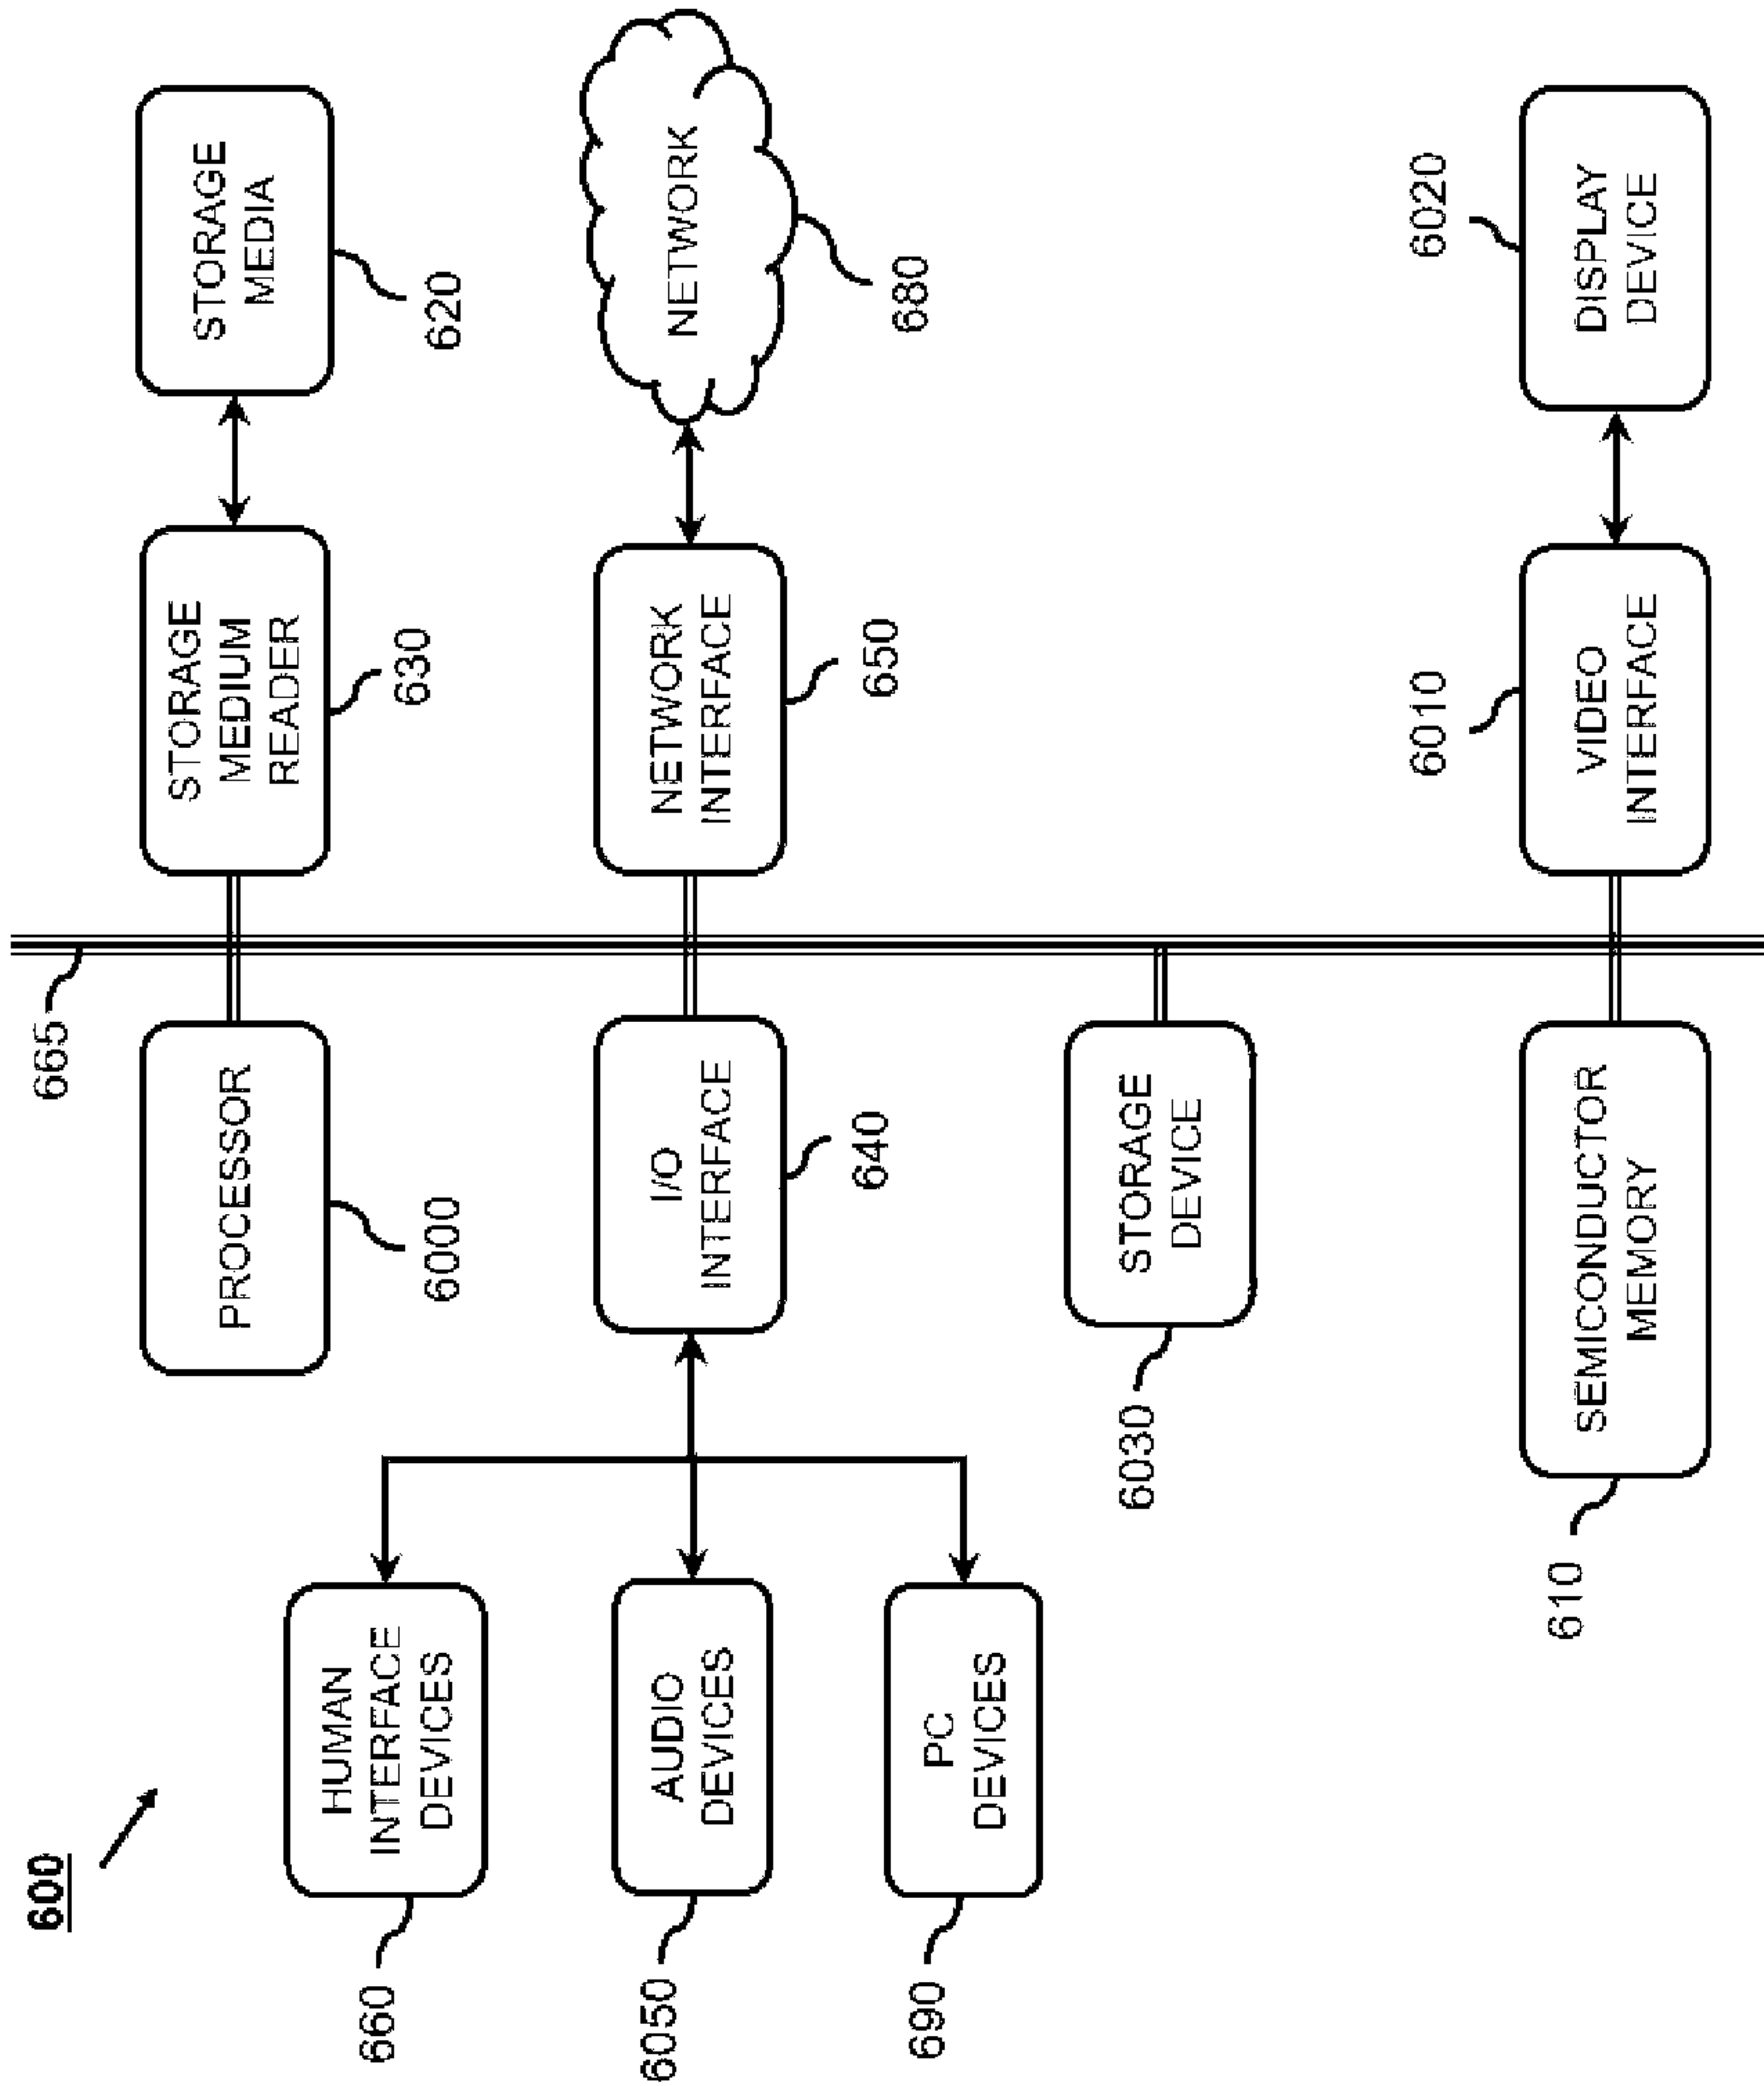 600
665
660
HUMAN
INTERFACE
DEVICES
6050
AUDIO
DEVICES
690
PC
DEVICES
PROCESSOR
6000
I/O
INTERFACE
640
6030
STORAGE
DEVICE
610
SEMICONDUCTOR
MEMORY
STORAGE
MEDIUM
READER
630
STORAGE
MEDIA
620
NETWORK
INTERFACE
650
NETWORK
680
6010
VIDEO
INTERFACE
6020
DISPLAY
DEVICE